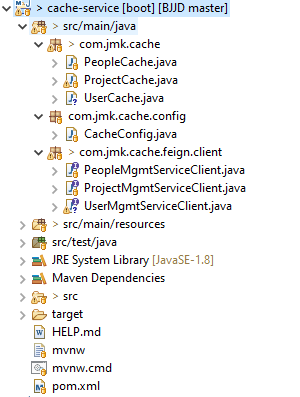 > cache-service [boot] [BJJD master]
> src/main/java
> com.jmk.cache
PeopleCache.java
ProjectCache.java
UserCache.java
com.jmk.cache.config
CacheConfig.java
> com.jmk.cache.feign.client
PeopleMgmtServiceClient.java
ProjectMgmtServiceClient.java
UserMgmtServiceClient.java
> src/main/resources
src/test/java
JRE System Library [JavaSE-1.8]
Maven Dependencies
> src
target
HELP.md
mvnw
mvnw.cmd
pom.xml